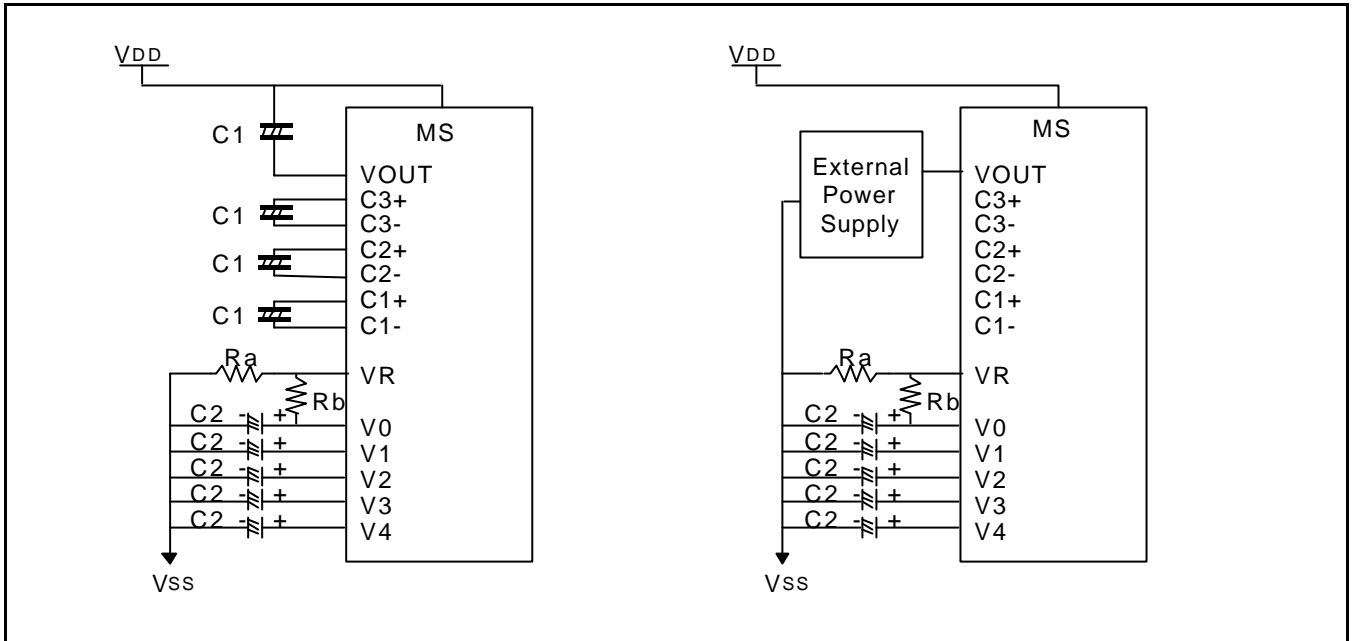 VDD
MS
C1
VOUT
C3+
C1
C3-
C2+
C1
C2-
C1+
C1
C1-
Ra
VR
Rb
C2 - +
V0
C2 - +
V1
C2 - +
V2
C2 - +
V3
C2 - +
V4
VSS
VDD
MS
External
Power
Supply
VOUT
C3+
C3-
C2+
C2-
C1+
C1-
Ra
VR
Rb
C2 - +
V0
C2 - +
V1
C2 - +
V2
C2 - +
V3
C2 - +
V4
VSS